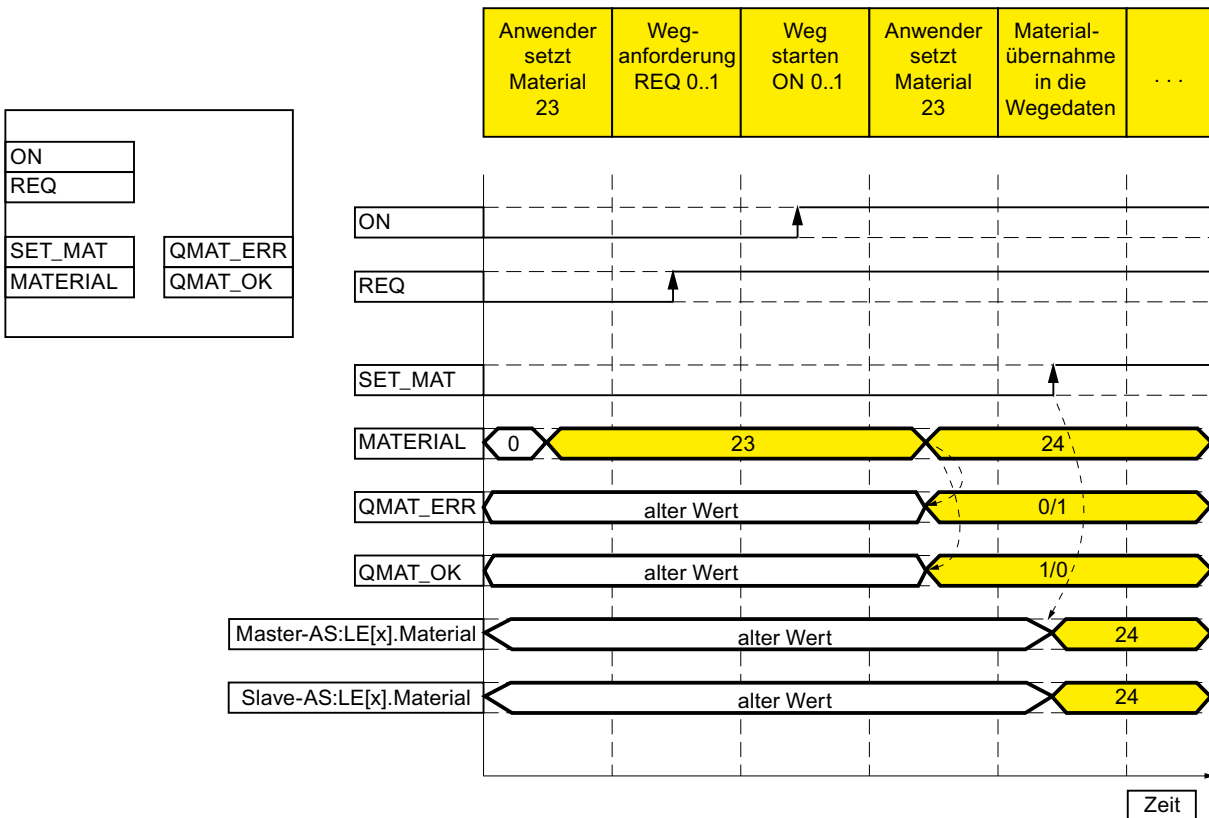 Anwender
setzt
Material
23
Weg-
anforderung
REQ 0..1
Weg
starten
ON 0..1
Anwender
setzt
Material
23
Material-
übernahme
in die
Wegedaten
. . .
ON
REQ
SET_MAT
QMAT_ERR
MATERIAL
QMAT_OK
ON
REQ
SET_MAT
MATERIAL
0
23
24
QMAT_ERR
alter Wert
0/1
QMAT_OK
alter Wert
1/0
Master-AS:LE[x].Material
alter Wert
24
Slave-AS:LE[x].Material
alter Wert
24
Zeit